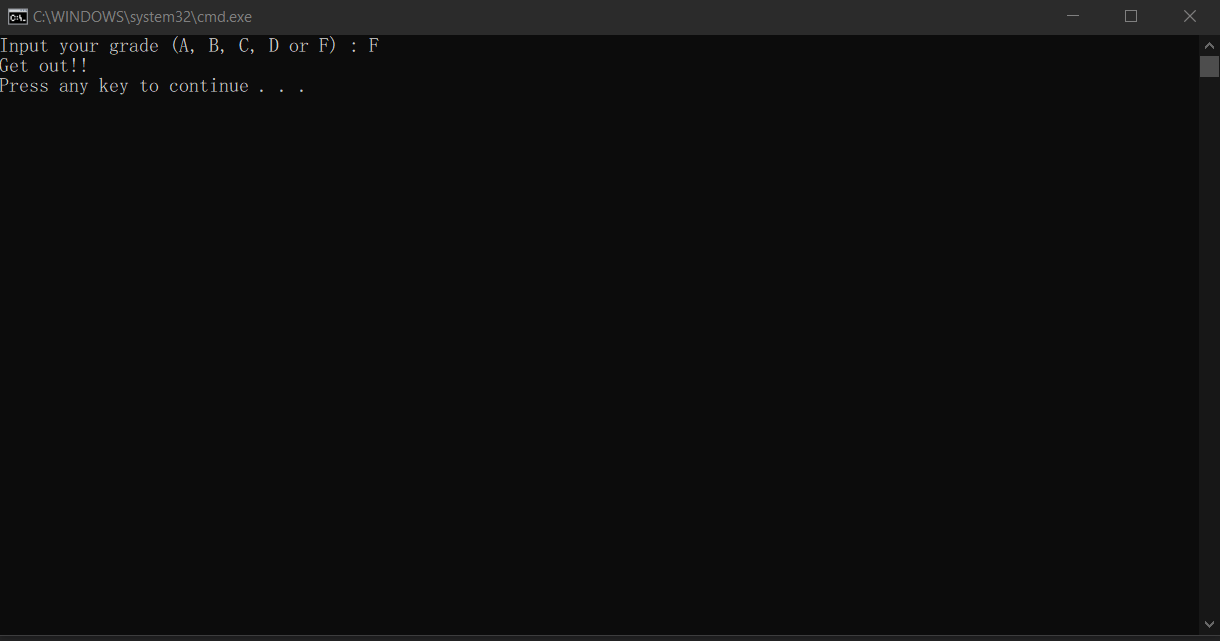 C:\WINDOWS\system32\cmd.exe
Input your grade (A, B, C, D or F) : F
Get out!!
Press any key to continue . . .